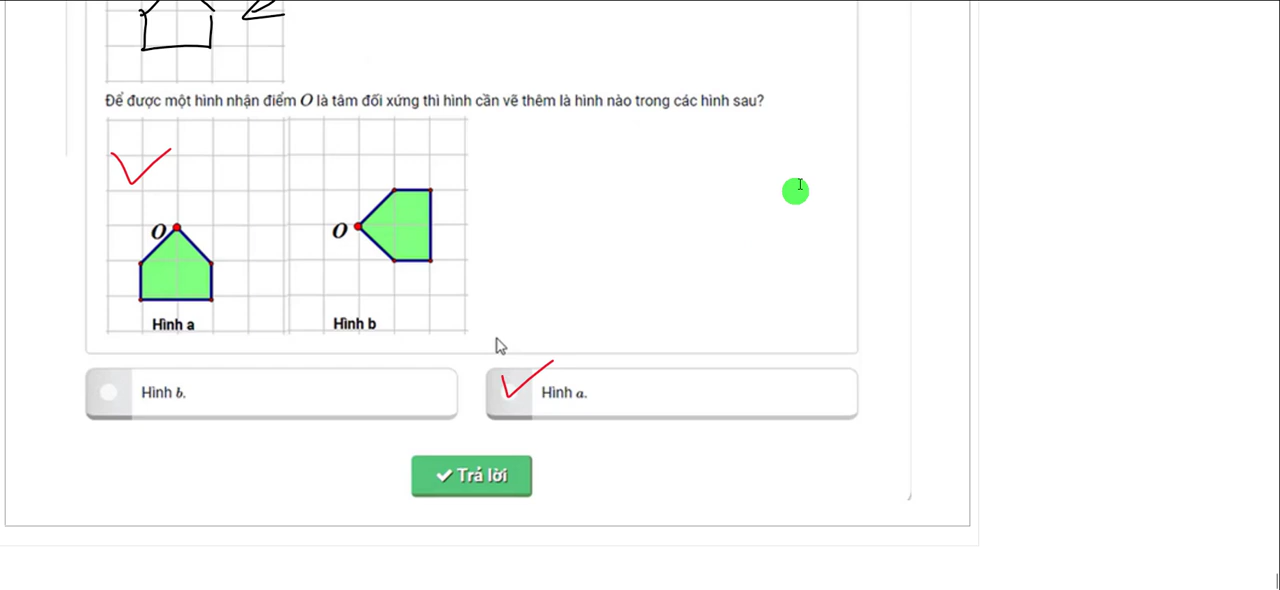 Để được một hình nhận điểm O là tâm đối xứng thì hình cần vẽ thêm là hình nào trong các hình sau?
O
O
Hình a
Hình b
Hình b.
Hình a.
Trả lời